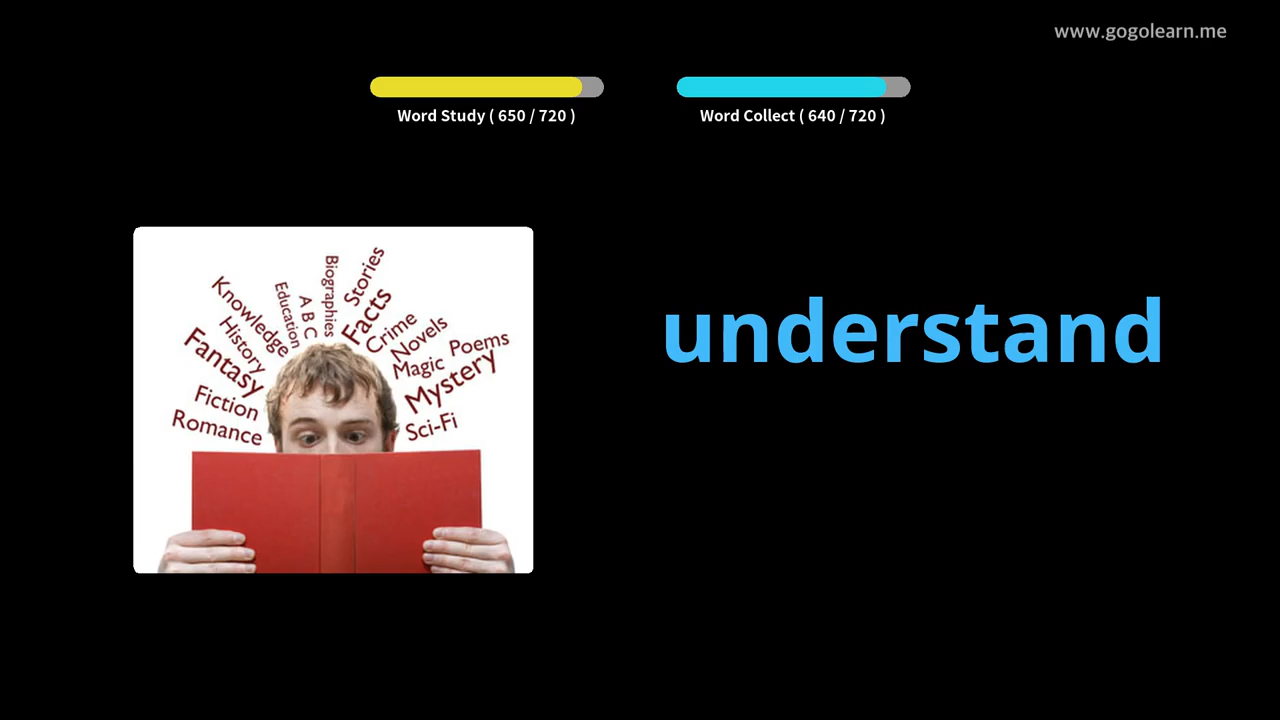 www.gogolearn.me
Word Study ( 650 / 720 )
Word Collect ( 640 / 720 )
Knowledge
Education
A B C
Biographies
Stories
Facts
Crime
Novels
Poems
Magic
Mystery
Sci-Fi
History
Fantasy
Fiction
Romance
understand